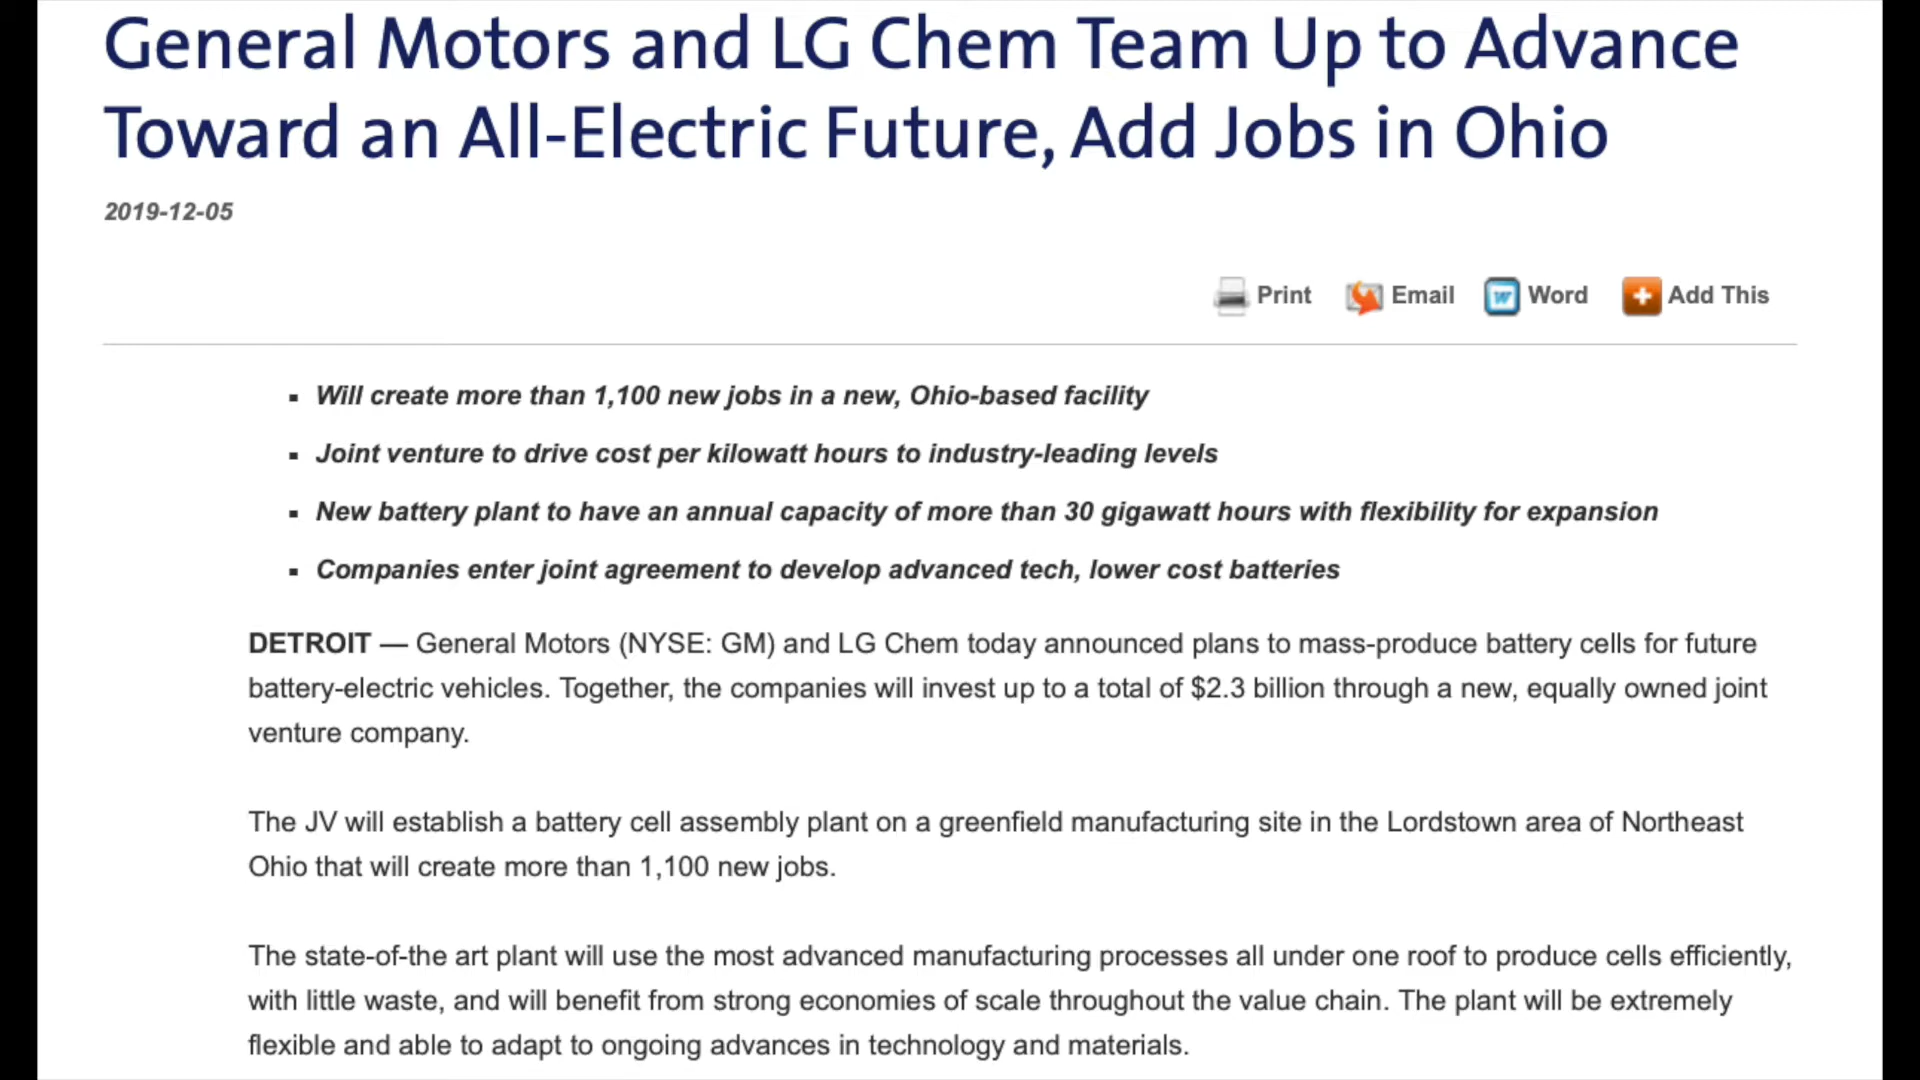 General Motors and LG Chem Team Up to Advance
Toward an All-Electric Future, Add Jobs in Ohio
2019-12-05
Print Email Word Add This
▪ Will create more than 1,100 new jobs in a new, Ohio-based facility
▪ Joint venture to drive cost per kilowatt hours to industry-leading levels
▪ New battery plant to have an annual capacity of more than 30 gigawatt hours with flexibility for expansion
▪ Companies enter joint agreement to develop advanced tech, lower cost batteries
DETROIT — General Motors (NYSE: GM) and LG Chem today announced plans to mass-produce battery cells for future
battery-electric vehicles. Together, the companies will invest up to a total of $2.3 billion through a new, equally owned joint
venture company.
The JV will establish a battery cell assembly plant on a greenfield manufacturing site in the Lordstown area of Northeast
Ohio that will create more than 1,100 new jobs.
The state-of-the art plant will use the most advanced manufacturing processes all under one roof to produce cells efficiently,
with little waste, and will benefit from strong economies of scale throughout the value chain. The plant will be extremely
flexible and able to adapt to ongoing advances in technology and materials.